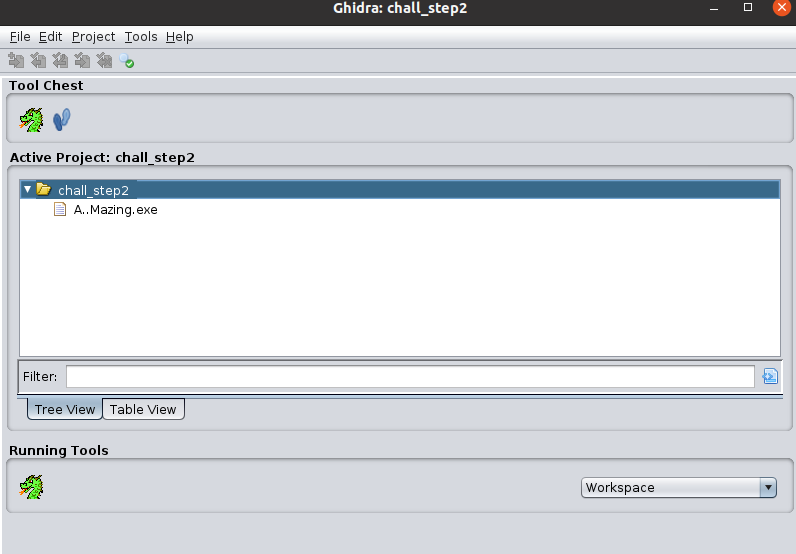 Ghidra: chall_step2
File Edit Project Tools Help
Tool Chest
Active Project: chall_step2
chall_step2
A..Mazing.exe
Filter:
Tree View Table View
Running Tools
Workspace